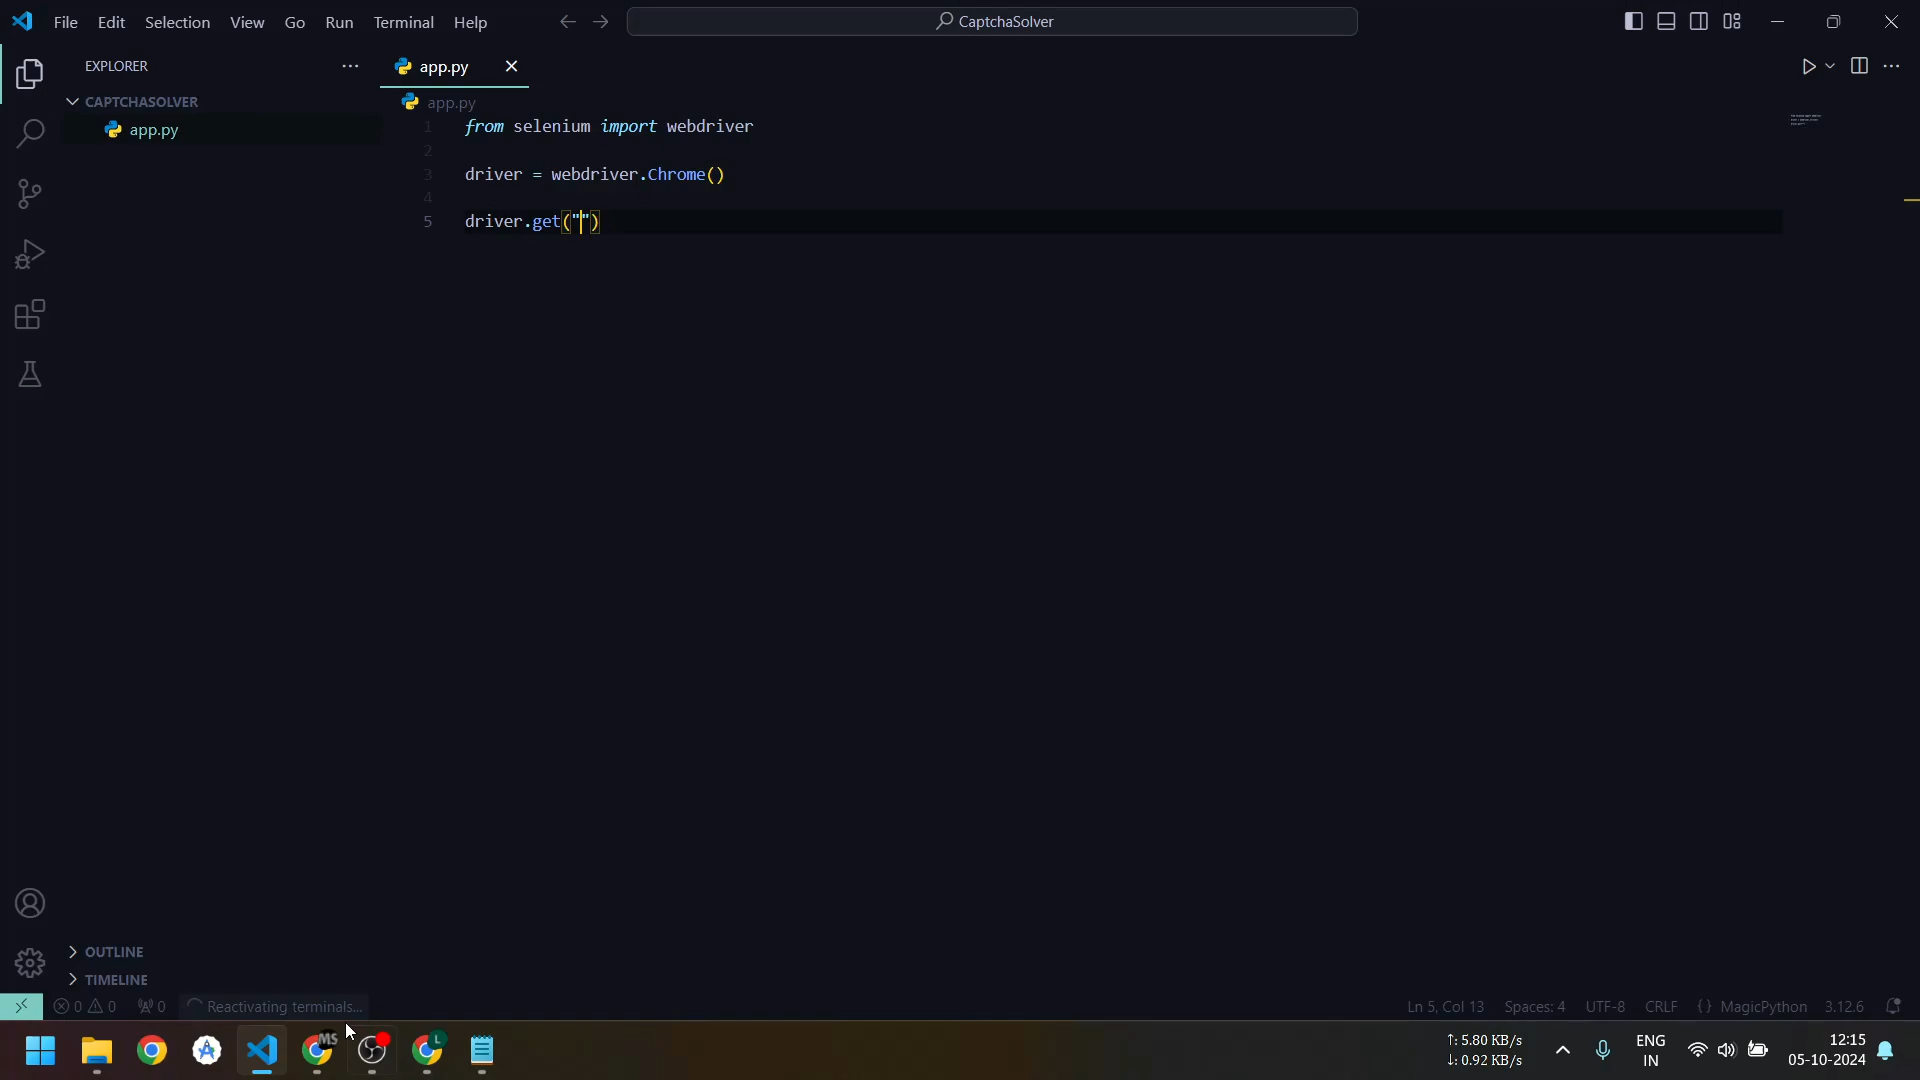 File Edit Selection View Go Run Terminal Help
CaptchaSolver
EXPLORER
app.py
CAPTCHASOLVER
app.py
app.py
1 from selenium import webdriver
2
3 driver = webdriver.Chrome()
4
5 driver.get("")
OUTLINE
TIMELINE
0 0 0 Reactivating terminals...
Ln 5, Col 13 Spaces: 4 UTF-8 CRLF {} MagicPython 3.12.6
MS
L
↑: 5.80 KB/s
↓: 0.92 KB/s
ENG
IN
12:15
05-10-2024